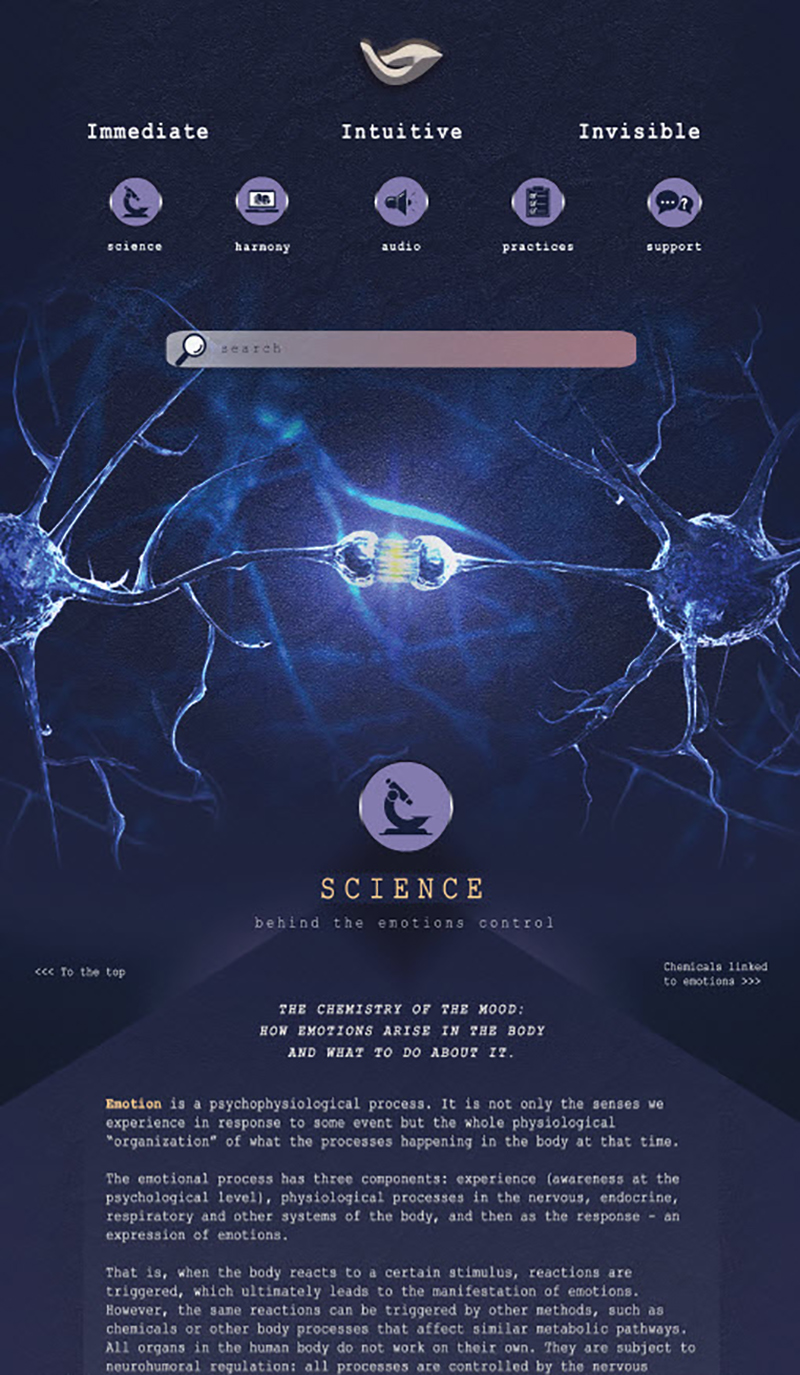 Immediate Intuitive Invisible
science harmony audio practices support
search
SCIENCE
behind the emotions control
<<< To the top
Chemicals linked
to emotions >>>
THE CHEMISTRY OF THE MOOD:
HOW EMOTIONS ARISE IN THE BODY
AND WHAT TO DO ABOUT IT.
Emotion is a psychophysiological process. It is not only the senses we
experience in response to some event but the whole physiological
"organization" of what the processes happening in the body at that time.
The emotional process has three components: experience (awareness at the
psychological level), physiological processes in the nervous, endocrine,
respiratory and other systems of the body, and then as the response - an
expression of emotions.
That is, when the body reacts to a certain stimulus, reactions are
triggered, which ultimately leads to the manifestation of emotions.
However, the same reactions can be triggered by other methods, such as
chemicals or other body processes that affect similar metabolic pathways.
All organs in the human body do not work on their own. They are subject to
neurohumoral regulation: all processes are controlled by the nervous